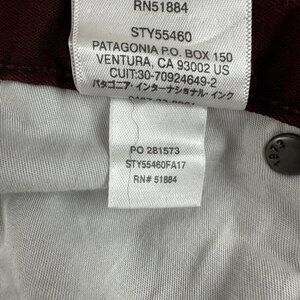 RN51884
STY55460
PATAGONIA P.O. BOX 150
VENTURA, CA 93002 US
CUIT:30-70924649-2
パタゴニア・インターナショナル・インク
PO 281573
STY55460FA17
RN# 51884
1973